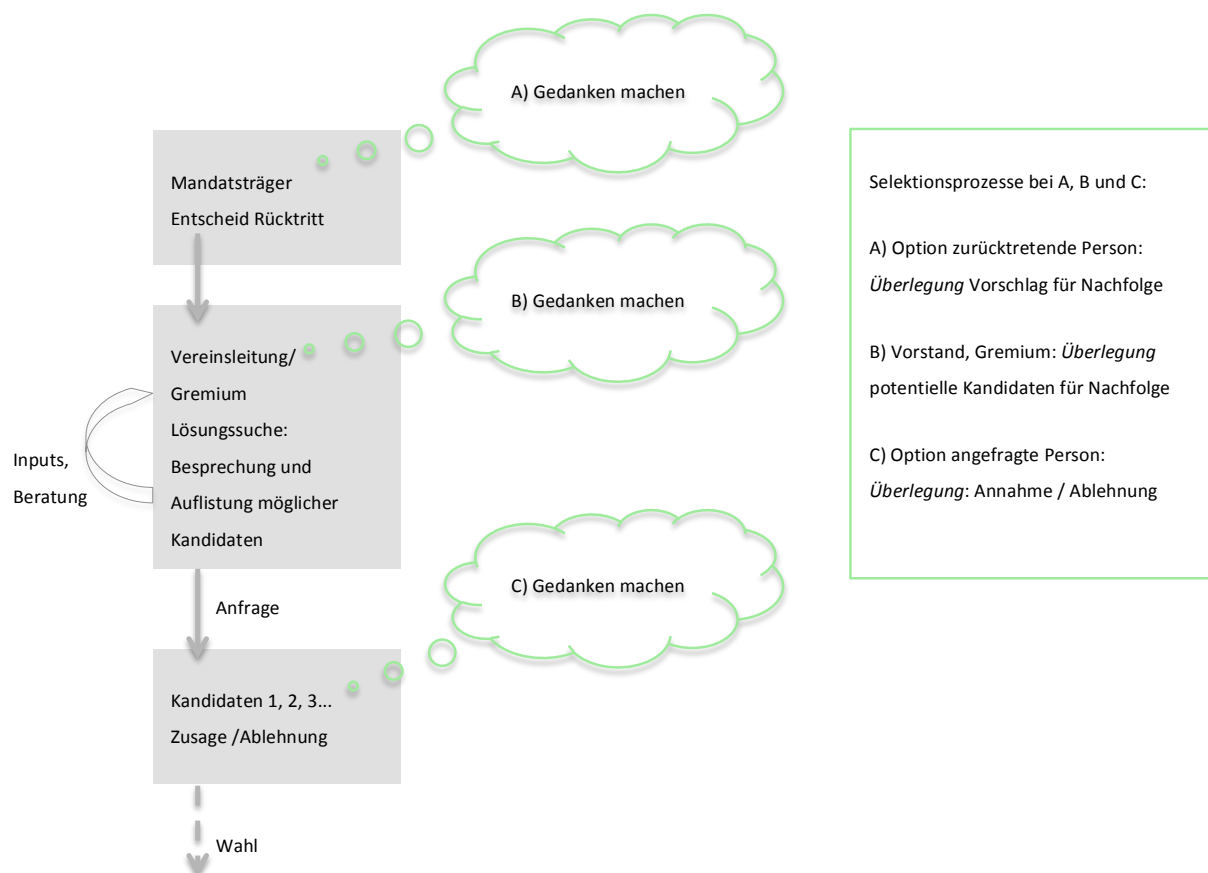 A) Gedanken machen
Mandatsträger
Entscheid Rücktritt
B) Gedanken machen
Vereinsleitung/
Gremium
Lösungssuche:
Besprechung und
Auflistung möglicher
Kandidaten
Inputs,
Beratung
C) Gedanken machen
Anfrage
Kandidaten 1, 2, 3...
Zusage /Ablehnung
Wahl
Selektionsprozesse bei A, B und C:
A) Option zurücktretende Person:
Überlegung Vorschlag für Nachfolge
B) Vorstand, Gremium: Überlegung
potentielle Kandidaten für Nachfolge
C) Option angefragte Person:
Überlegung: Annahme / Ablehnung